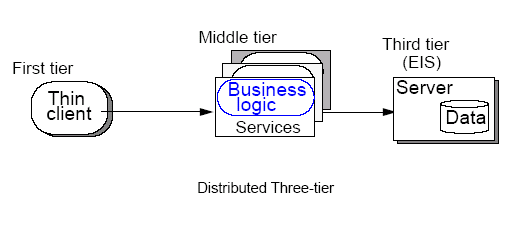 First tier
Thin
client
Middle tier
Business
logic
Services
Third tier
(EIS)
Server
Data
Distributed Three-tier